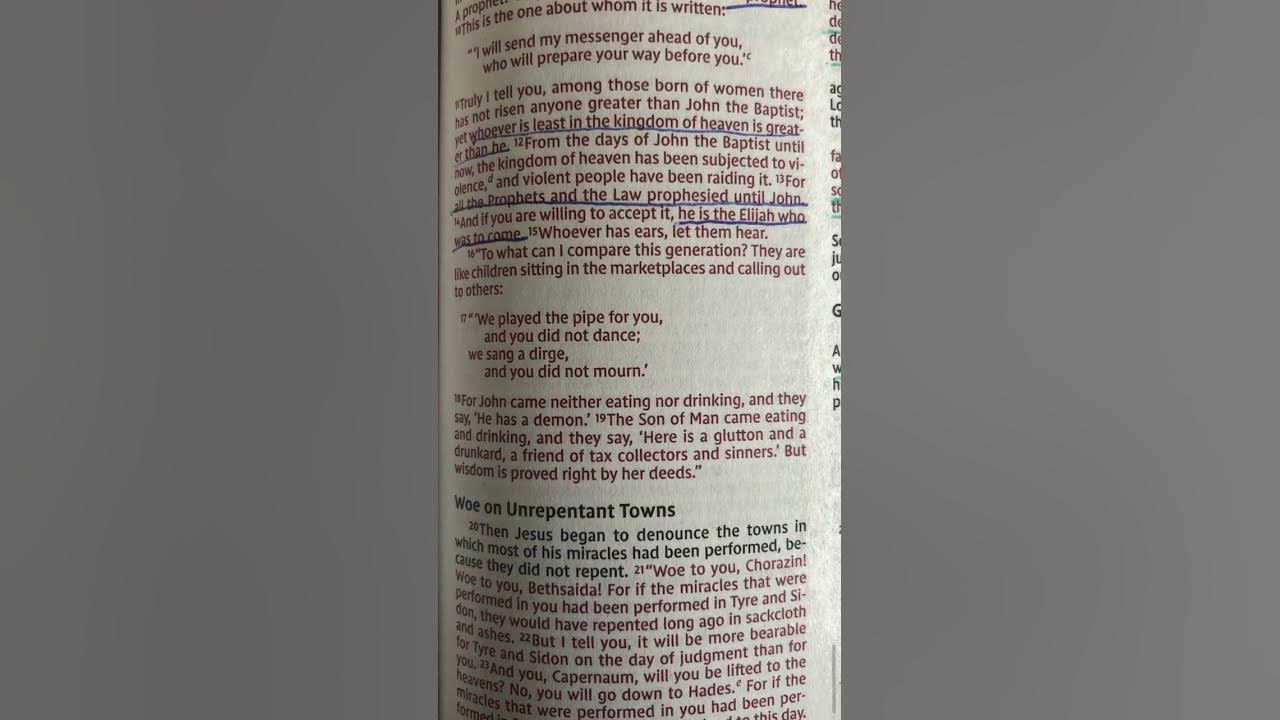 A prophet. prophet.
10This is the one about whom it is written:
“‘I will send my messenger ahead of you,
who will prepare your way before you.’c
11Truly I tell you, among those born of women there
has not risen anyone greater than John the Baptist;
yet whoever is least in the kingdom of heaven is great-
er than he. 12From the days of John the Baptist until
now, the kingdom of heaven has been subjected to vi-
olence,d and violent people have been raiding it. 13For
all the Prophets and the Law prophesied until John.
14And if you are willing to accept it, he is the Elijah who
was to come. 15Whoever has ears, let them hear.
16“To what can I compare this generation? They are
like children sitting in the marketplaces and calling out
to others:
17“‘We played the pipe for you,
and you did not dance;
we sang a dirge,
and you did not mourn.’
18For John came neither eating nor drinking, and they
say, ‘He has a demon.’ 19The Son of Man came eating
and drinking, and they say, ‘Here is a glutton and a
drunkard, a friend of tax collectors and sinners.’ But
wisdom is proved right by her deeds.”
Woe on Unrepentant Towns
20Then Jesus began to denounce the towns in
which most of his miracles had been performed, be-
cause they did not repent. 21“Woe to you, Chorazin!
Woe to you, Bethsaida! For if the miracles that were
performed in you had been performed in Tyre and Si-
don, they would have repented long ago in sackcloth
and ashes. 22But I tell you, it will be more bearable
for Tyre and Sidon on the day of judgment than for
you. 23And you, Capernaum, will you be lifted to the
heavens? No, you will go down to Hades.e For if the
miracles that were performed in you had been per-
formed in to this day.